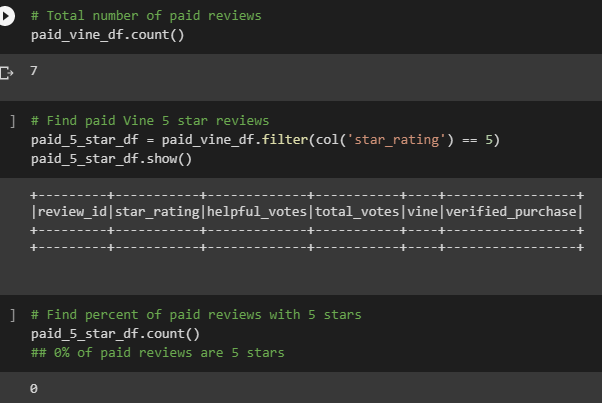 # Total number of paid reviews
paid_vine_df.count()
7
] # Find paid Vine 5 star reviews
paid_5_star_df = paid_vine_df.filter(col('star_rating') == 5)
paid_5_star_df.show()
+---------+-----------+-------------+-----------+----+-----------------+
|review_id|star_rating|helpful_votes|total_votes|vine|verified_purchase|
+---------+-----------+-------------+-----------+----+-----------------+
+---------+-----------+-------------+-----------+----+-----------------+
] # Find percent of paid reviews with 5 stars
paid_5_star_df.count()
## 0% of paid reviews are 5 stars
0